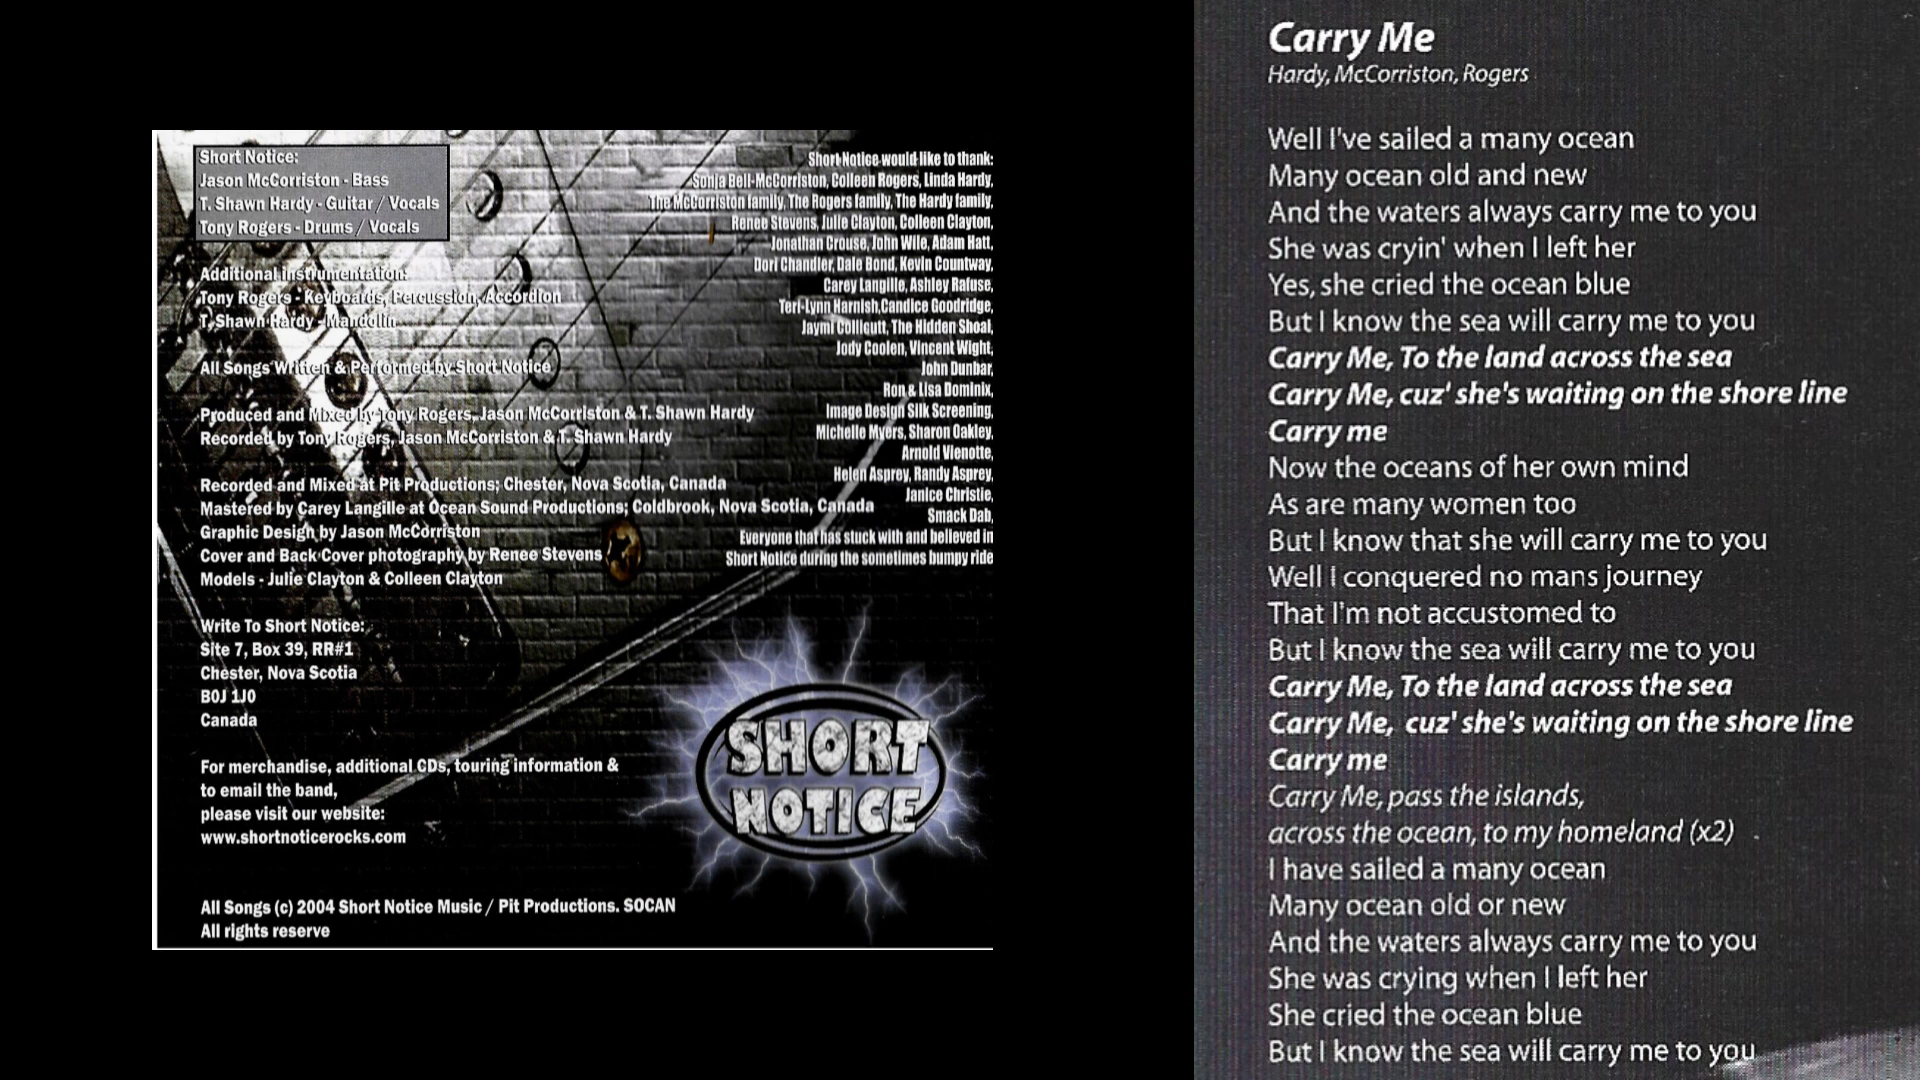 Short Notice:
Jason McCorriston - Bass
T. Shawn Hardy - Guitar / Vocals
Tony Rogers - Drums / Vocals
Additional instrumentation:
Tony Rogers - Keyboards, Percussion, Accordion
T. Shawn Hardy - Mandolin
All Songs Written & Performed by Short Notice
Produced and Mixed by Tony Rogers, Jason McCorriston & T. Shawn Hardy
Recorded by Tony Rogers, Jason McCorriston & T. Shawn Hardy
Recorded and Mixed at Pit Productions; Chester, Nova Scotia, Canada
Mastered by Carey Langille at Ocean Sound Productions; Coldbrook, Nova Scotia, Canada
Graphic Design by Jason McCorriston
Cover and Back Cover photography by Renee Stevens
Models - Julie Clayton & Colleen Clayton
Write To Short Notice:
Site 7, Box 39, RR#1
Chester, Nova Scotia
B0J 1J0
Canada
For merchandise, additional CDs, touring information &
to email the band,
please visit our website:
www.shortnoticerocks.com
All Songs (c) 2004 Short Notice Music / Pit Productions. SOCAN
All rights reserve
Short Notice would like to thank:
Sonja Bell-McCorriston, Colleen Rogers, Linda Hardy,
The McCorriston family, The Rogers family, The Hardy family,
Renee Stevens, Julie Clayton, Colleen Clayton,
Jonathan Crouse, John Wile, Adam Hatt,
Dori Chandler, Dale Bond, Kevin Countway,
Carey Langille, Ashley Rafuse,
Teri-Lynn Harnish,Candice Goodridge,
Jaymi Collicutt, The Hidden Shoal,
Jody Coolen, Vincent Wight,
John Dunbar,
Ron & Lisa Dominix,
Image Design Silk Screening,
Michelle Myers, Sharon Oakley,
Arnold Vienotte,
Helen Asprey, Randy Asprey,
Janice Christie,
Smack Dab,
Everyone that has stuck with and believed in
Short Notice during the sometimes bumpy ride
SHORT
NOTICE
Carry Me
Hardy, McCorriston, Rogers
Well I've sailed a many ocean
Many ocean old and new
And the waters always carry me to you
She was cryin' when I left her
Yes, she cried the ocean blue
But I know the sea will carry me to you
Carry Me, To the land across the sea
Carry Me, cuz' she's waiting on the shore line
Carry me
Now the oceans of her own mind
As are many women too
But I know that she will carry me to you
Well I conquered no mans journey
That I'm not accustomed to
But I know the sea will carry me to you
Carry Me, To the land across the sea
Carry Me, cuz' she's waiting on the shore line
Carry me
Carry Me, pass the islands,
across the ocean, to my homeland (x2)
I have sailed a many ocean
Many ocean old or new
And the waters always carry me to you
She was crying when I left her
She cried the ocean blue
But I know the sea will carry me to you